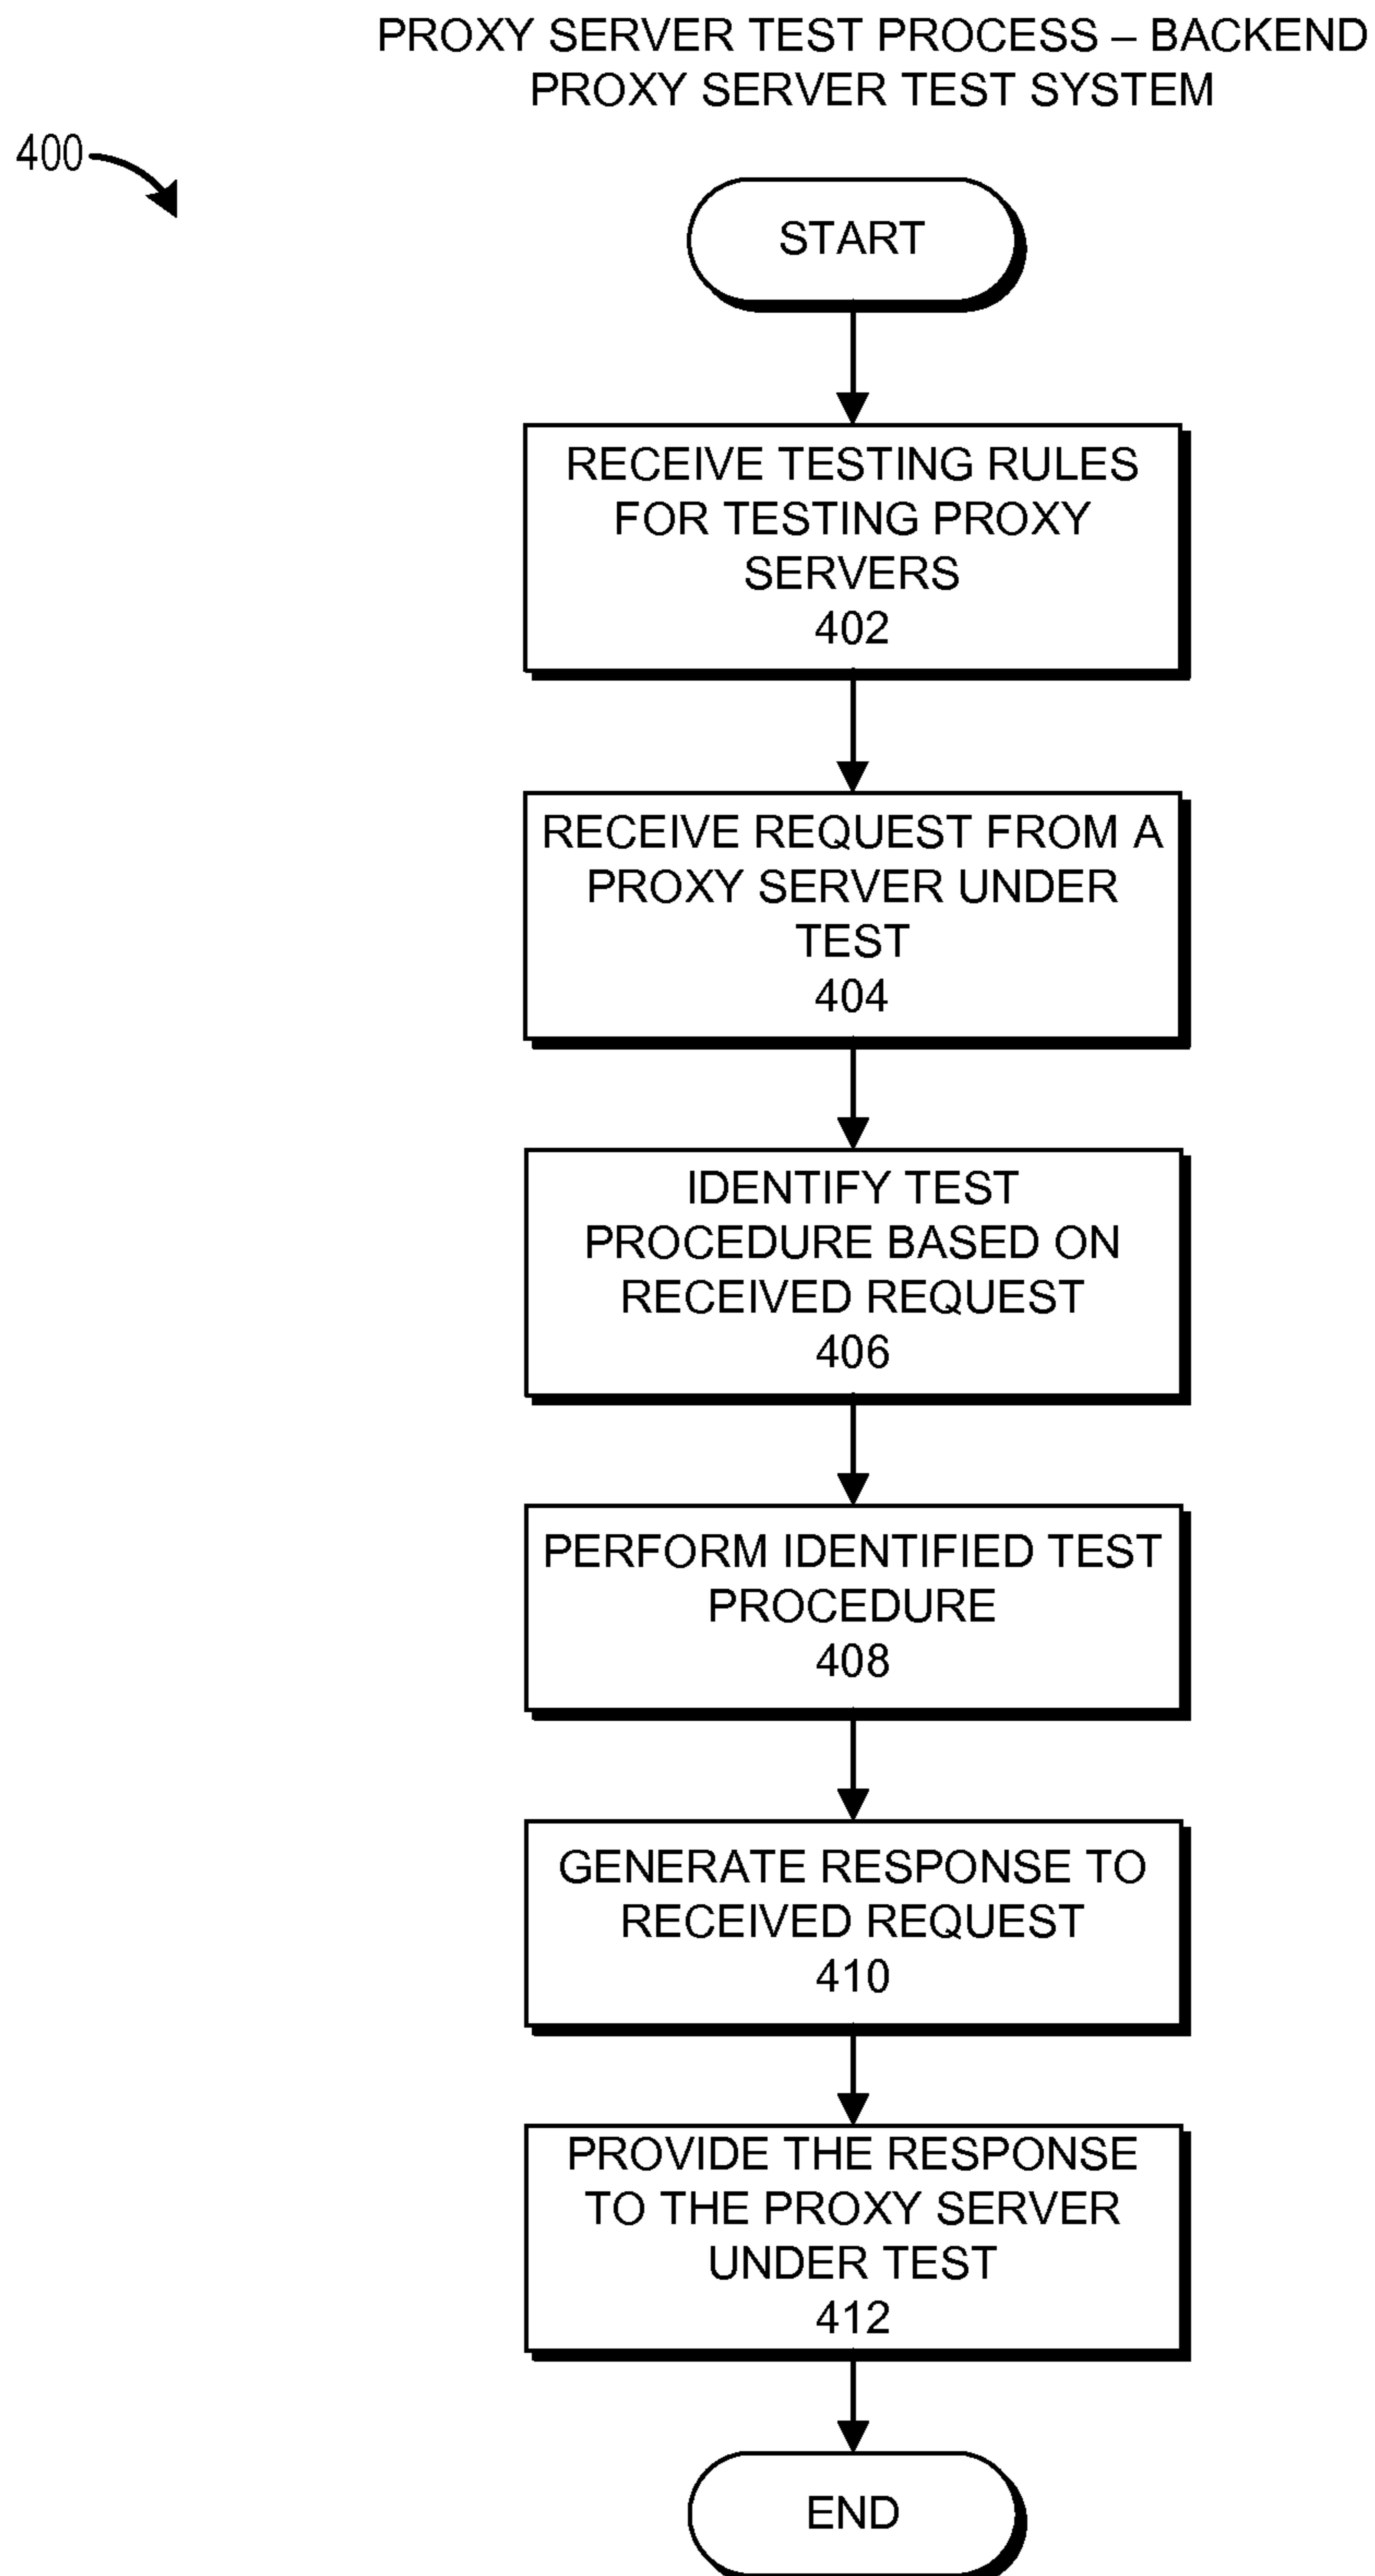 PROXY SERVER TEST PROCESS – BACKEND
PROXY SERVER TEST SYSTEM
400
START
RECEIVE TESTING RULES
FOR TESTING PROXY
SERVERS
402
RECEIVE REQUEST FROM A
PROXY SERVER UNDER
TEST
404
IDENTIFY TEST
PROCEDURE BASED ON
RECEIVED REQUEST
406
PERFORM IDENTIFIED TEST
PROCEDURE
408
GENERATE RESPONSE TO
RECEIVED REQUEST
410
PROVIDE THE RESPONSE
TO THE PROXY SERVER
UNDER TEST
412
END